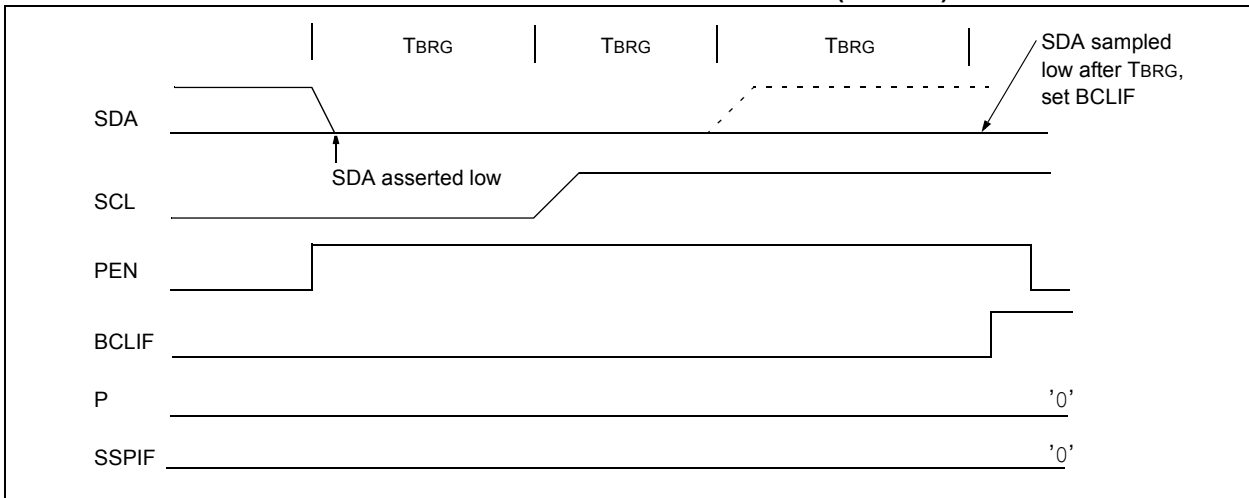 TBRG TBRG TBRG
SDA sampled
low after TBRG,
set BCLIF
SDA
SDA asserted low
SCL
PEN
BCLIF
P '0'
SSPIF '0'